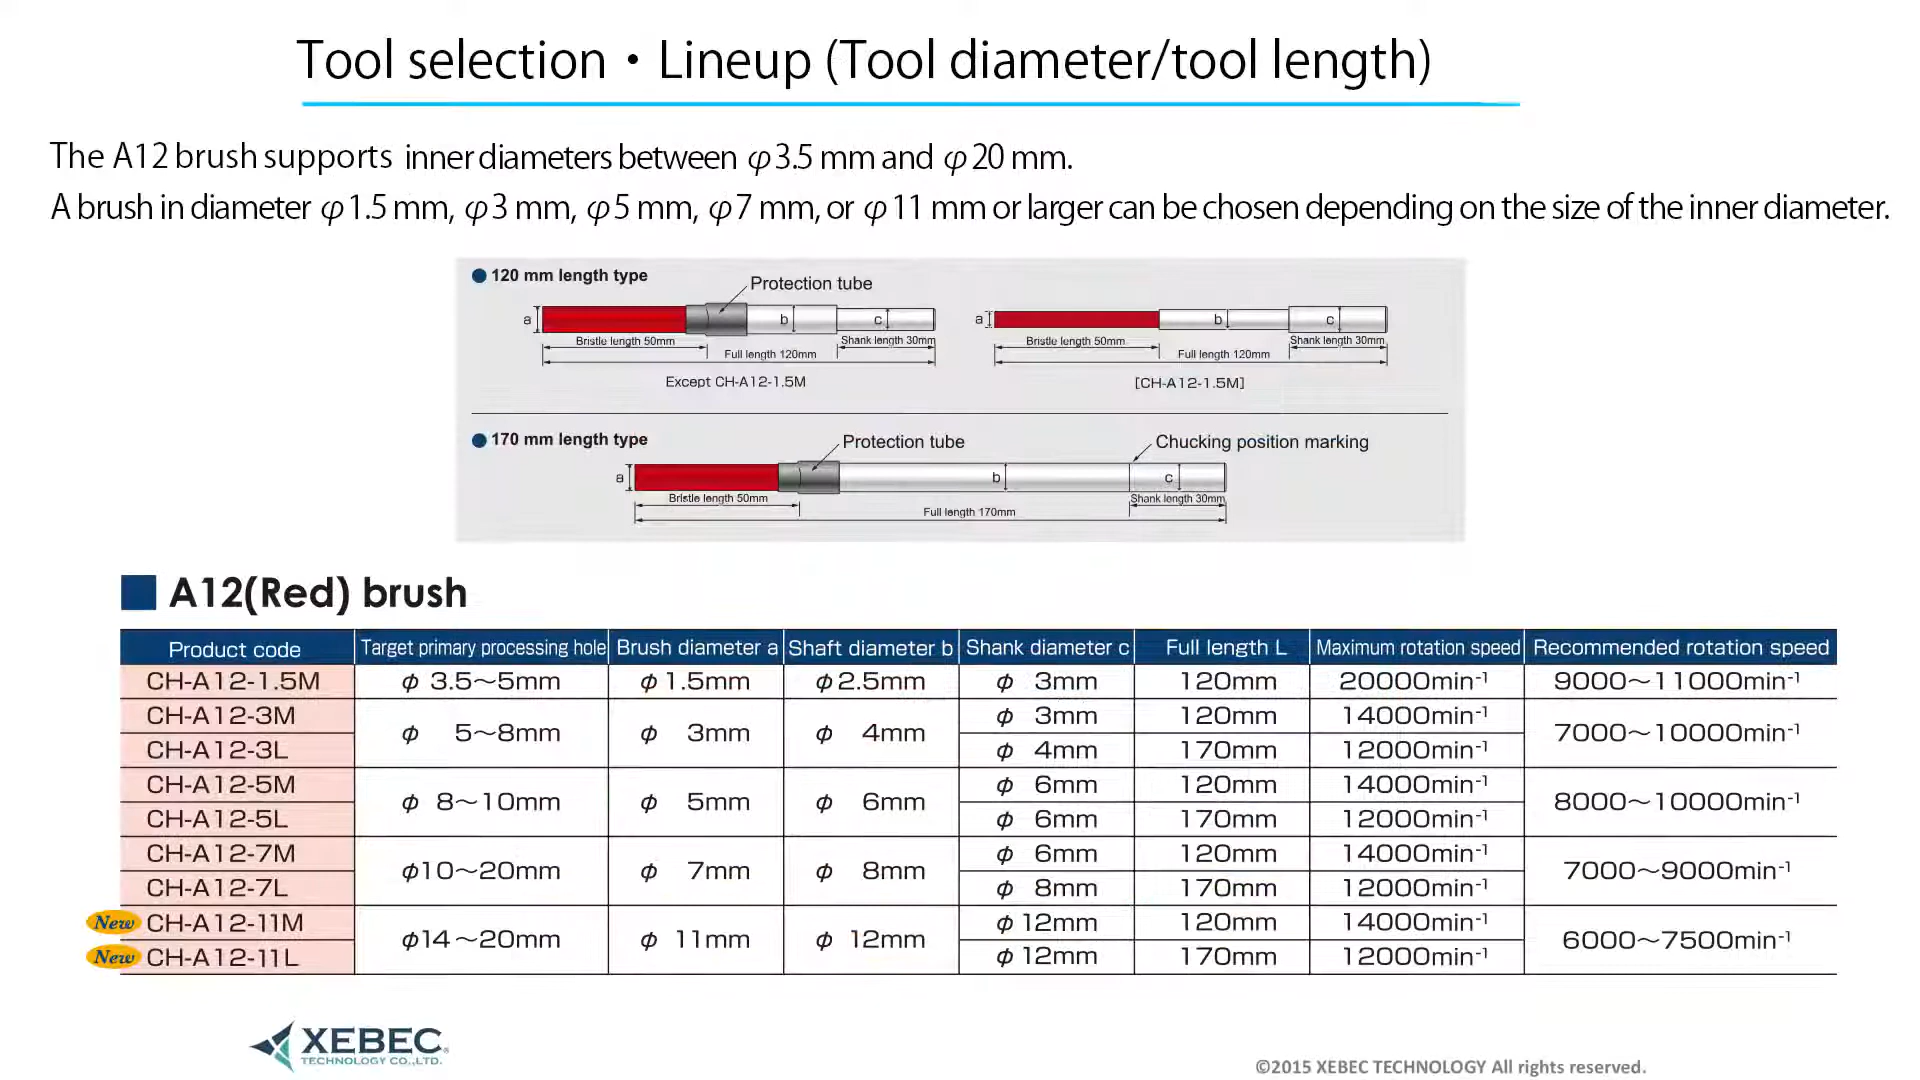 Tool selection・Lineup (Tool diameter/tool length)
The A12 brush supports inner diameters between φ3.5 mm and φ20 mm.
A brush in diameter φ1.5 mm, φ3 mm, φ5 mm, φ7 mm, or φ11 mm or larger can be chosen depending on the size of the inner diameter.
● 120 mm length type
Protection tube
a b c a b c
Bristle length 50mm Shank length 30mm Bristle length 50mm Shank length 30mm
Full length 120mm Full length 120mm
Except CH-A12-1.5M [CH-A12-1.5M]
● 170 mm length type
Protection tube Chucking position marking
a b c
Bristle length 50mm Shank length 30mm
Full length 170mm
A12(Red) brush
Product code Target primary processing hole Brush diameter a Shaft diameter b Shank diameter c Full length L Maximum rotation speed Recommended rotation speed
CH-A12-1.5M φ 3.5～5mm φ1.5mm φ2.5mm φ 3mm 120mm 20000min-1 9000～11000min-1
CH-A12-3M φ 5～8mm φ 3mm φ 4mm φ 3mm 120mm 14000min-1 7000～10000min-1
CH-A12-3L φ 4mm 170mm 12000min-1
CH-A12-5M φ 8～10mm φ 5mm φ 6mm φ 6mm 120mm 14000min-1 8000～10000min-1
CH-A12-5L φ 6mm 170mm 12000min-1
CH-A12-7M φ10～20mm φ 7mm φ 8mm φ 6mm 120mm 14000min-1 7000～9000min-1
CH-A12-7L φ 8mm 170mm 12000min-1
New CH-A12-11M φ14～20mm φ 11mm φ 12mm φ12mm 120mm 14000min-1 6000～7500min-1
New CH-A12-11L φ12mm 170mm 12000min-1
XEBEC
TECHNOLOGY CO.,LTD.
©2015 XEBEC TECHNOLOGY All rights reserved.